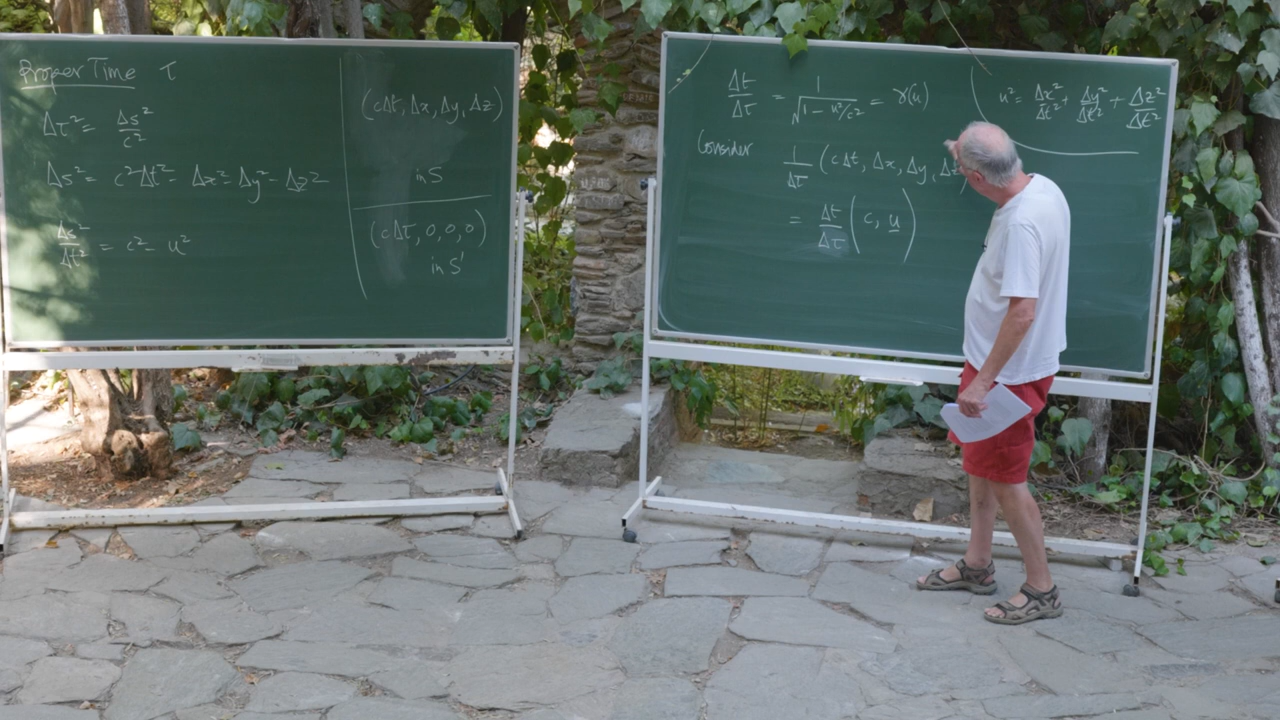 Proper Time τ
Δτ² = Δs²/c²
Δs² = c²Δt² - Δx² - Δy² - Δz²
Δs²/Δt² = c² - u²
(cΔt, Δx, Δy, Δz)
in S
(cΔτ, 0, 0, 0)
in S'
Δt/Δτ = 1/√(1 - u²/c²) = γ(u)
u² = Δx²/Δt² + Δy²/Δt² + Δz²/Δt²
Consider
1/Δτ (cΔt, Δx, Δy, Δz
= Δt/Δτ (c, u)